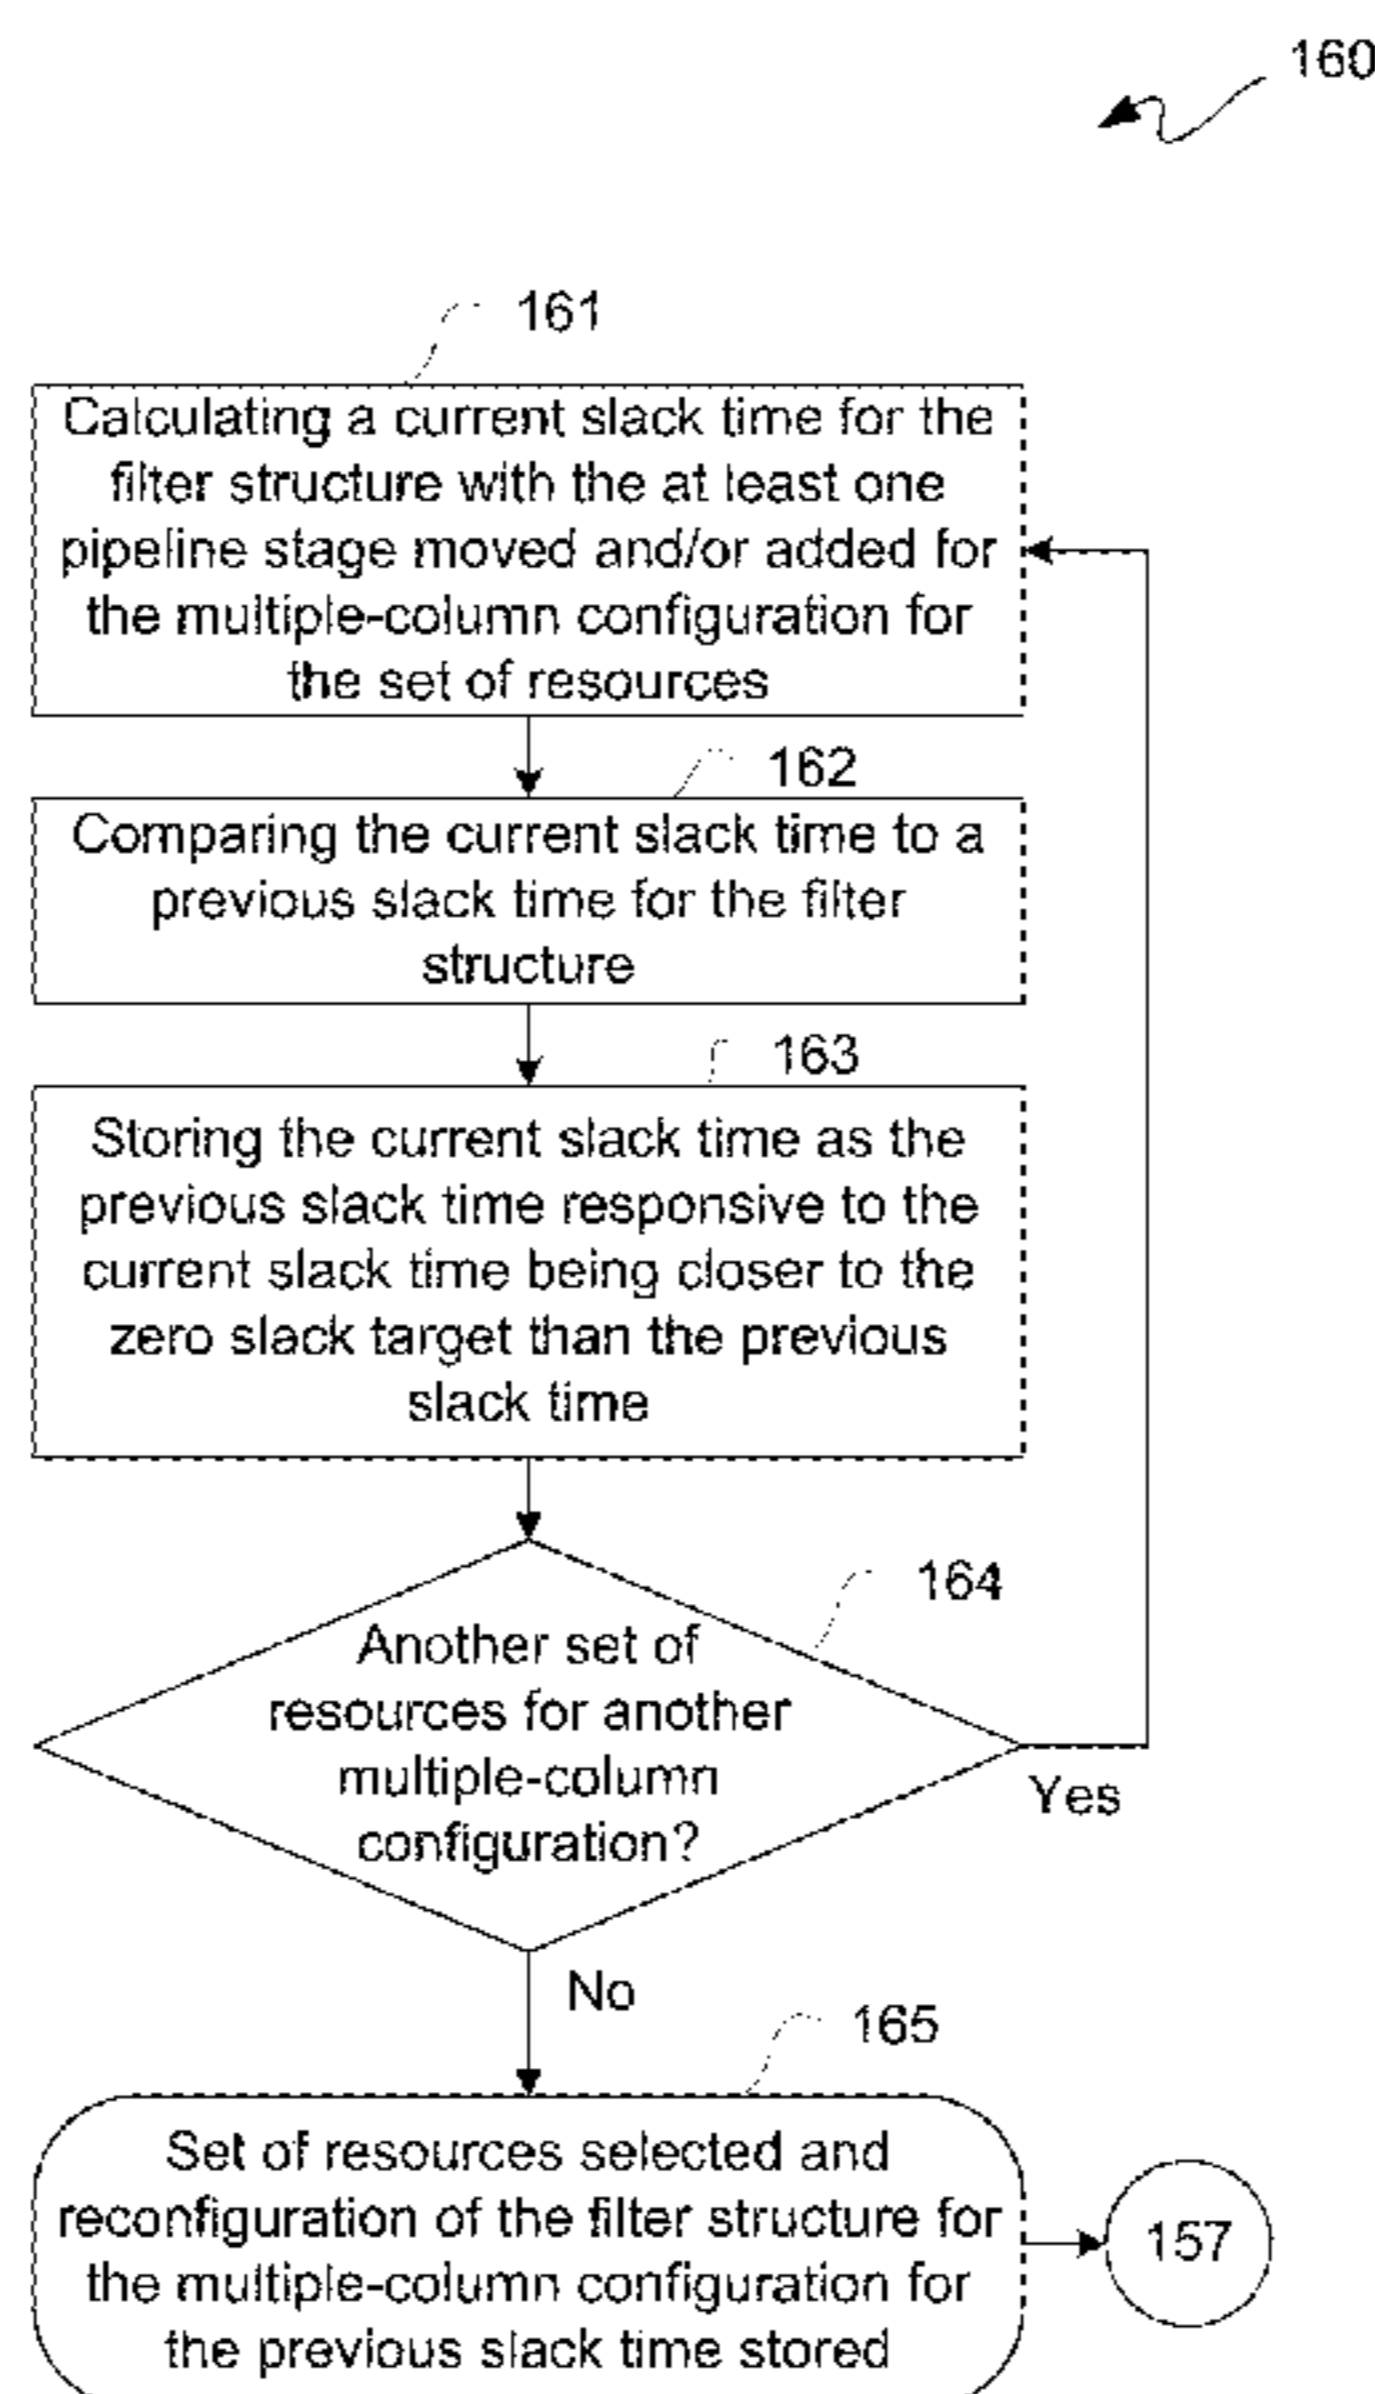 160
161
Calculating a current slack time for the
filter structure with the at least one
pipeline stage moved and/or added for
the multiple-column configuration for
the set of resources
162
Comparing the current slack time to a
previous slack time for the filter
structure
163
Storing the current slack time as the
previous slack time responsive to the
current slack time being closer to the
zero slack target than the previous
slack time
164
Another set of
resources for another
multiple-column
configuration?
Yes
No
165
Set of resources selected and
reconfiguration of the filter structure for
the multiple-column configuration for
the previous slack time stored
157